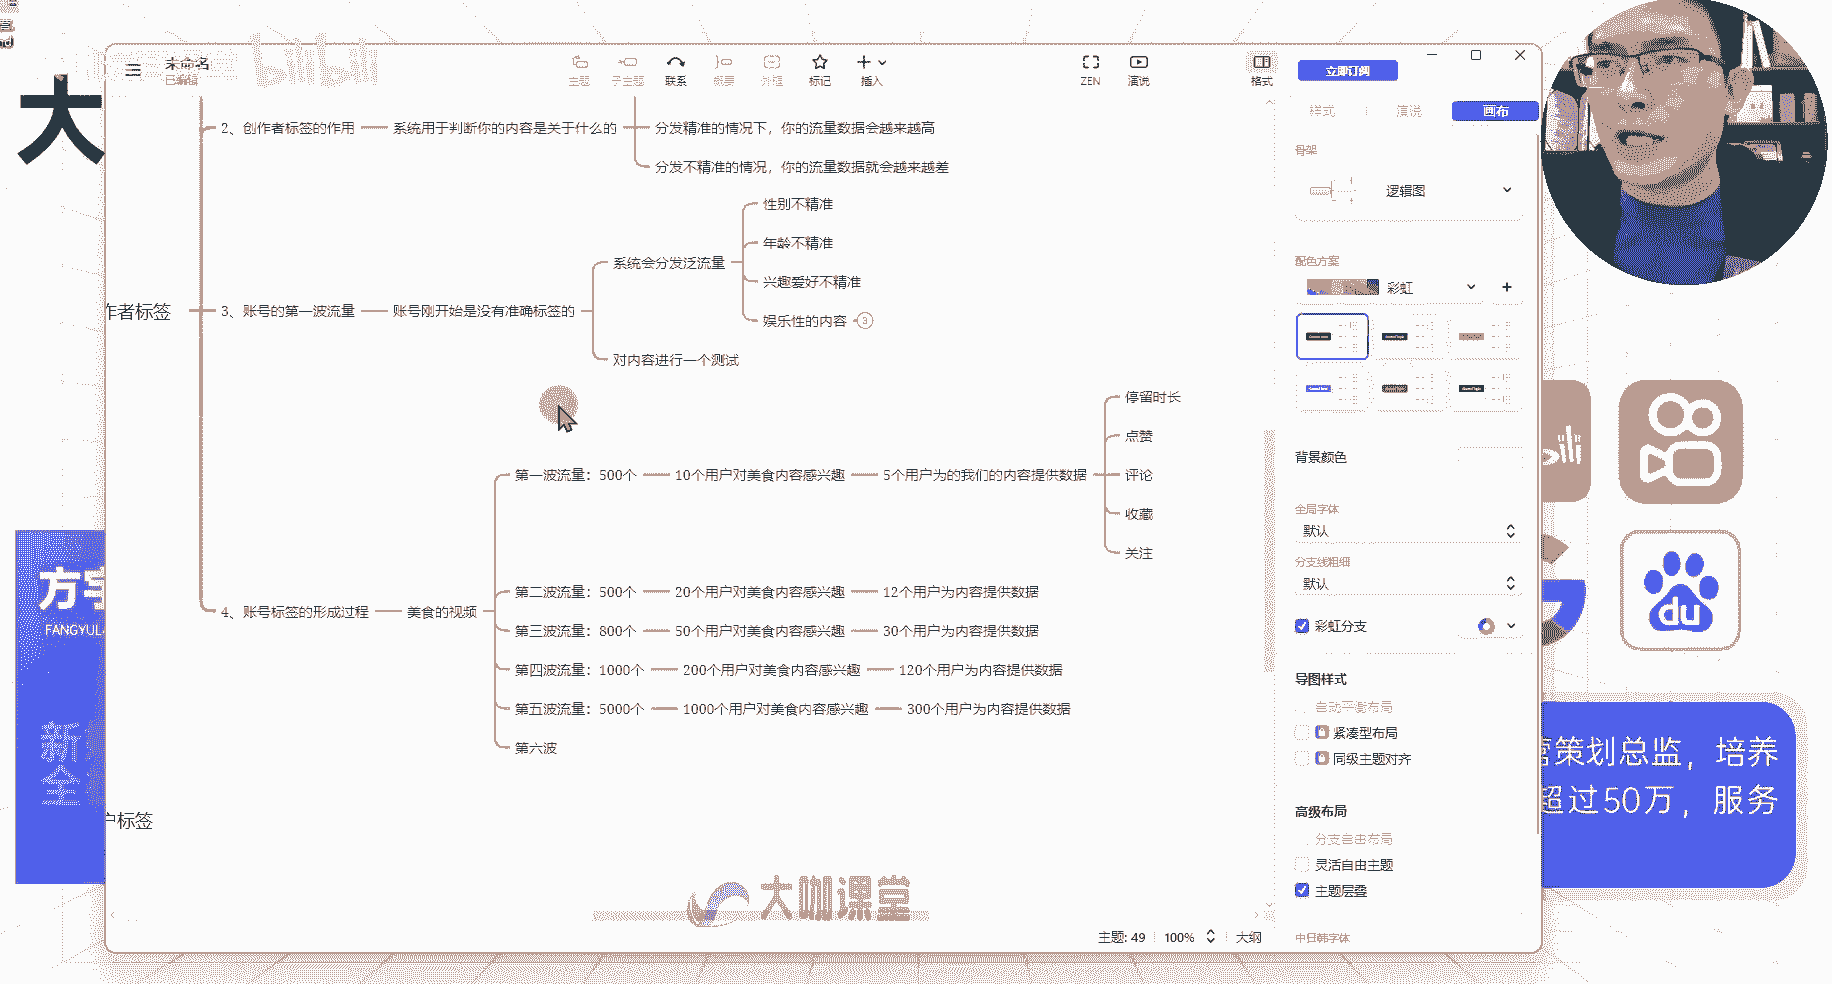 大
bilibili
未命名
已编辑
主题
子主题
联系
概要
外框
标记
插入
ZEN
演说
格式
立即订阅
样式
演说
画布
2、创作者标签的作用
系统用于判断你的内容是关于什么的
分发精准的情况下，你的流量数据会越来越高
分发不精准的情况，你的流量数据就会越来越差
作者标签
3、账号的第一波流量
账号刚开始是没有准确标签的
系统会分发泛流量
性别不精准
年龄不精准
兴趣爱好不精准
娱乐性的内容
3
对内容进行一个测试
4、账号标签的形成过程
美食的视频
第一波流量：500个
10个用户对美食内容感兴趣
5个用户为的我们的内容提供数据
停留时长
点赞
评论
收藏
关注
第二波流量：500个
20个用户对美食内容感兴趣
12个用户为内容提供数据
第三波流量：800个
50个用户对美食内容感兴趣
30个用户为内容提供数据
第四波流量：1000个
200个用户对美食内容感兴趣
120个用户为内容提供数据
第五波流量：5000个
1000个用户对美食内容感兴趣
300个用户为内容提供数据
第六波
户标签
大咖课堂
主题: 49
100%
大纲
骨架
逻辑图
配色方案
彩虹
背景颜色
全局字体
默认
分支线粗细
默认
彩虹分支
导图样式
自动平衡布局
紧凑型布局
同级主题对齐
高级布局
分支自由布局
灵活自由主题
主题层叠
中日韩字体
方宇
FANGYUL
新
全
du
营策划总监，培养
超过50万，服务